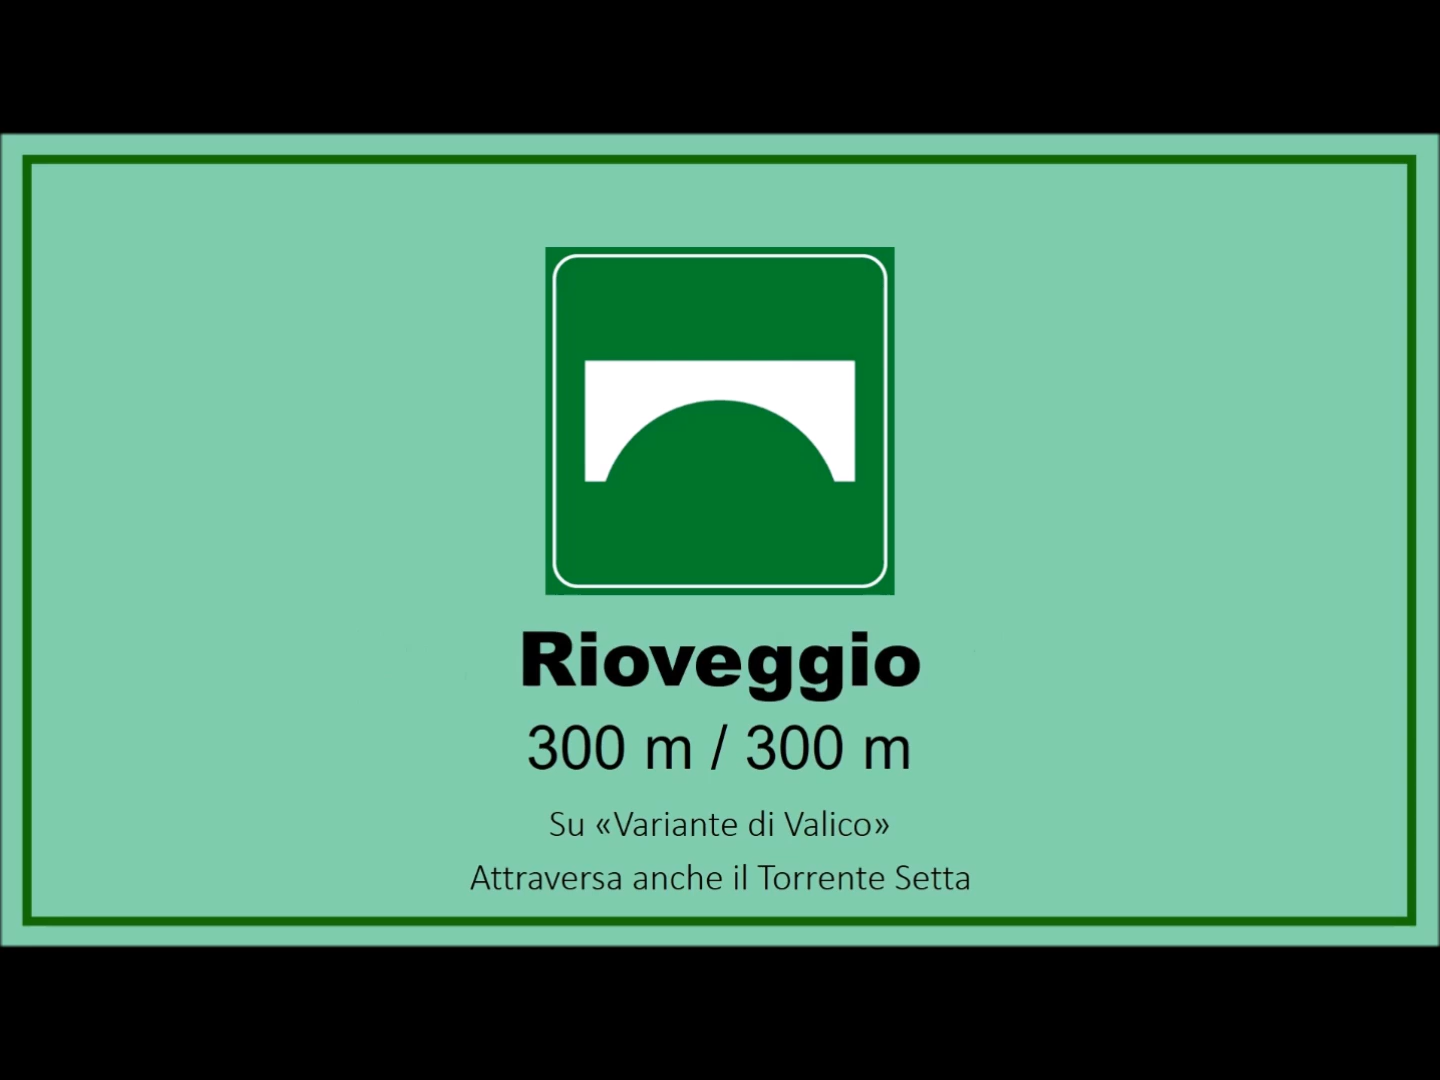 Rioveggio
300 m / 300 m
Su «Variante di Valico»
Attraversa anche il Torrente Setta